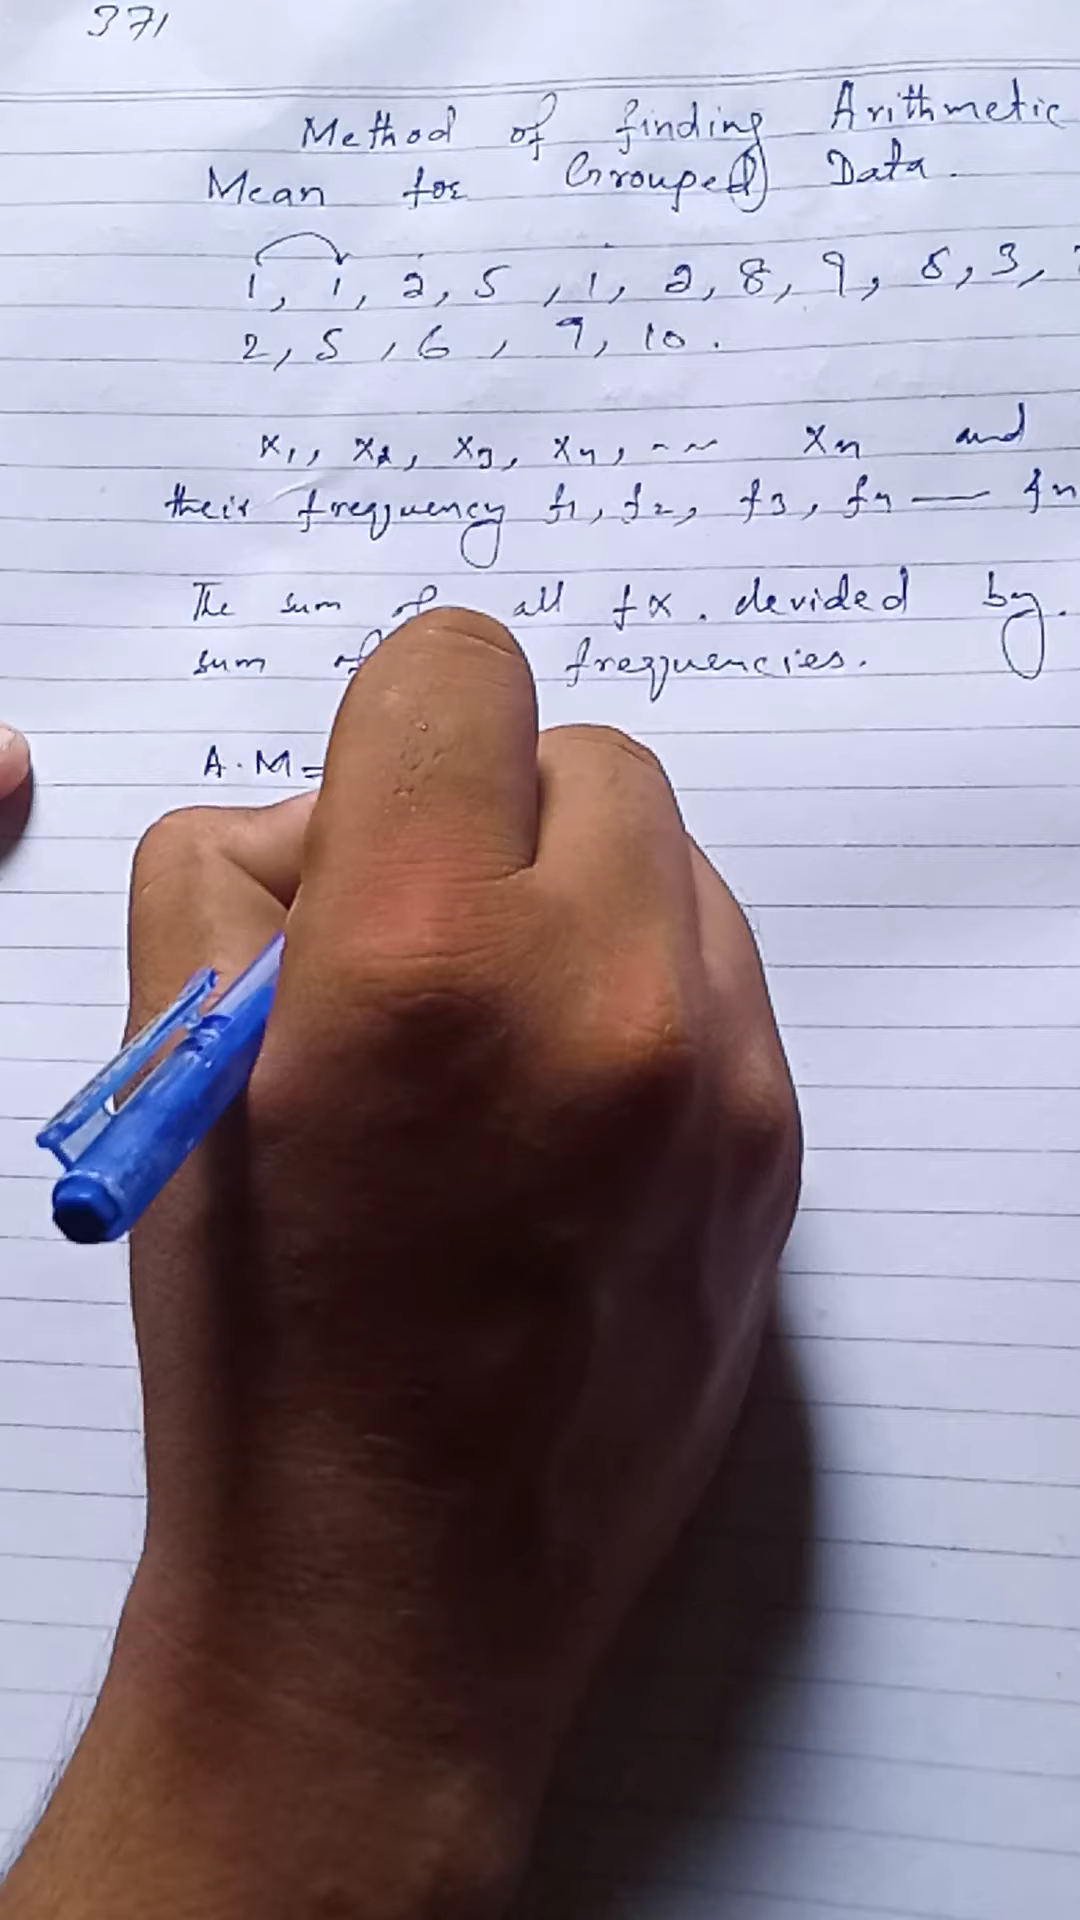 371
Method of finding Arithmetic
Mean for Grouped Data.
1, 1, 2, 5, 1, 2, 8, 9, 8, 3,
2, 5, 6, 9, 10.
x1, x2, x3, x4, -- xn and
their frequency f1, f2, f3, f4 — fn
The sum of all fx. devided by.
sum of frequencies.
A.M=